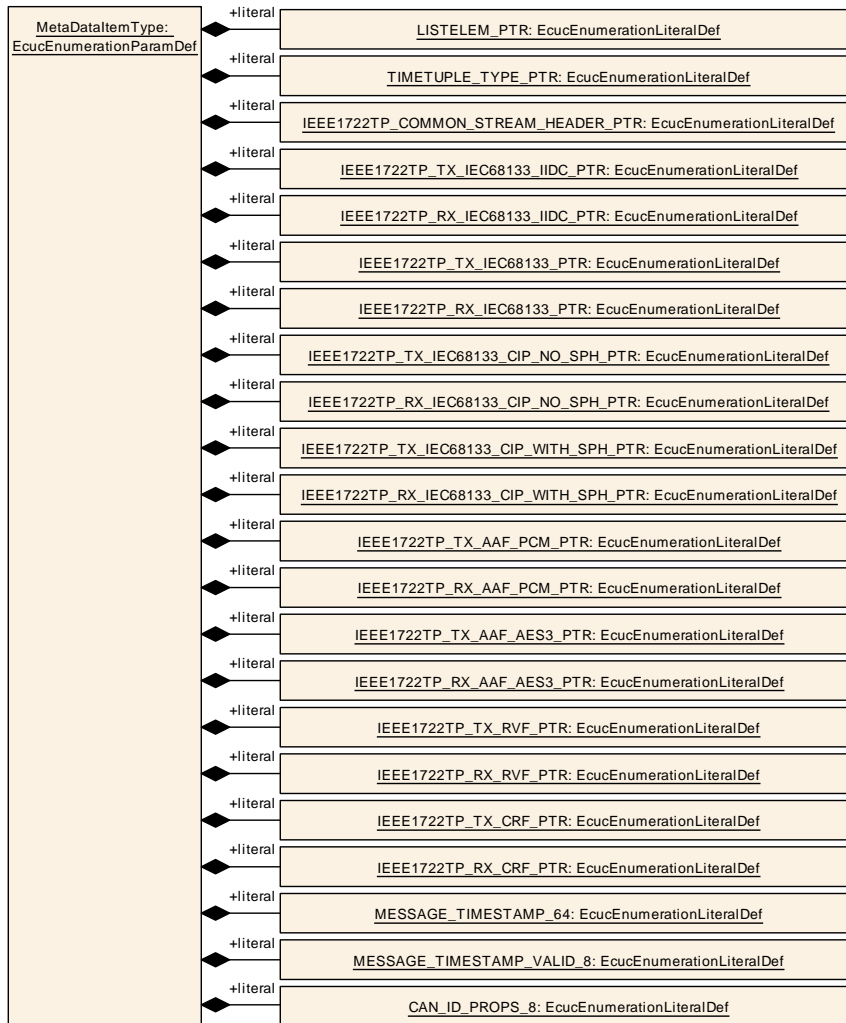 MetaDataItemType:
EcucEnumerationParamDef
+literal
LISTELEM_PTR: EcucEnumerationLiteralDef
+literal
TIMETUPLE_TYPE_PTR: EcucEnumerationLiteralDef
+literal
IEEE1722TP_COMMON_STREAM_HEADER_PTR: EcucEnumerationLiteralDef
+literal
IEEE1722TP_TX_IEC68133_IIDC_PTR: EcucEnumerationLiteralDef
+literal
IEEE1722TP_RX_IEC68133_IIDC_PTR: EcucEnumerationLiteralDef
+literal
IEEE1722TP_TX_IEC68133_PTR: EcucEnumerationLiteralDef
+literal
IEEE1722TP_RX_IEC68133_PTR: EcucEnumerationLiteralDef
+literal
IEEE1722TP_TX_IEC68133_CIP_NO_SPH_PTR: EcucEnumerationLiteralDef
+literal
IEEE1722TP_RX_IEC68133_CIP_NO_SPH_PTR: EcucEnumerationLiteralDef
+literal
IEEE1722TP_TX_IEC68133_CIP_WITH_SPH_PTR: EcucEnumerationLiteralDef
+literal
IEEE1722TP_RX_IEC68133_CIP_WITH_SPH_PTR: EcucEnumerationLiteralDef
+literal
IEEE1722TP_TX_AAF_PCM_PTR: EcucEnumerationLiteralDef
+literal
IEEE1722TP_RX_AAF_PCM_PTR: EcucEnumerationLiteralDef
+literal
IEEE1722TP_TX_AAF_AES3_PTR: EcucEnumerationLiteralDef
+literal
IEEE1722TP_RX_AAF_AES3_PTR: EcucEnumerationLiteralDef
+literal
IEEE1722TP_TX_RVF_PTR: EcucEnumerationLiteralDef
+literal
IEEE1722TP_RX_RVF_PTR: EcucEnumerationLiteralDef
+literal
IEEE1722TP_TX_CRF_PTR: EcucEnumerationLiteralDef
+literal
IEEE1722TP_RX_CRF_PTR: EcucEnumerationLiteralDef
+literal
MESSAGE_TIMESTAMP_64: EcucEnumerationLiteralDef
+literal
MESSAGE_TIMESTAMP_VALID_8: EcucEnumerationLiteralDef
+literal
CAN_ID_PROPS_8: EcucEnumerationLiteralDef